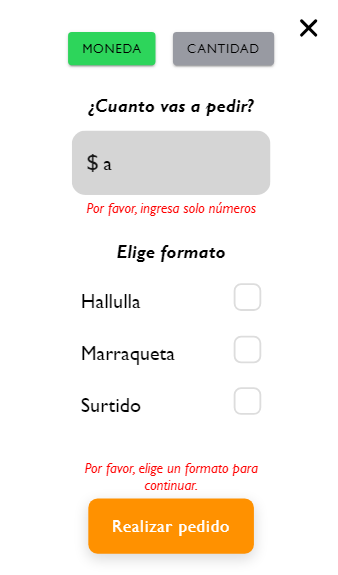 MONEDA CANTIDAD
¿Cuanto vas a pedir?
$ a
Por favor, ingresa solo números
Elige formato
Hallulla
Marraqueta
Surtido
Por favor, elige un formato para
continuar.
Realizar pedido